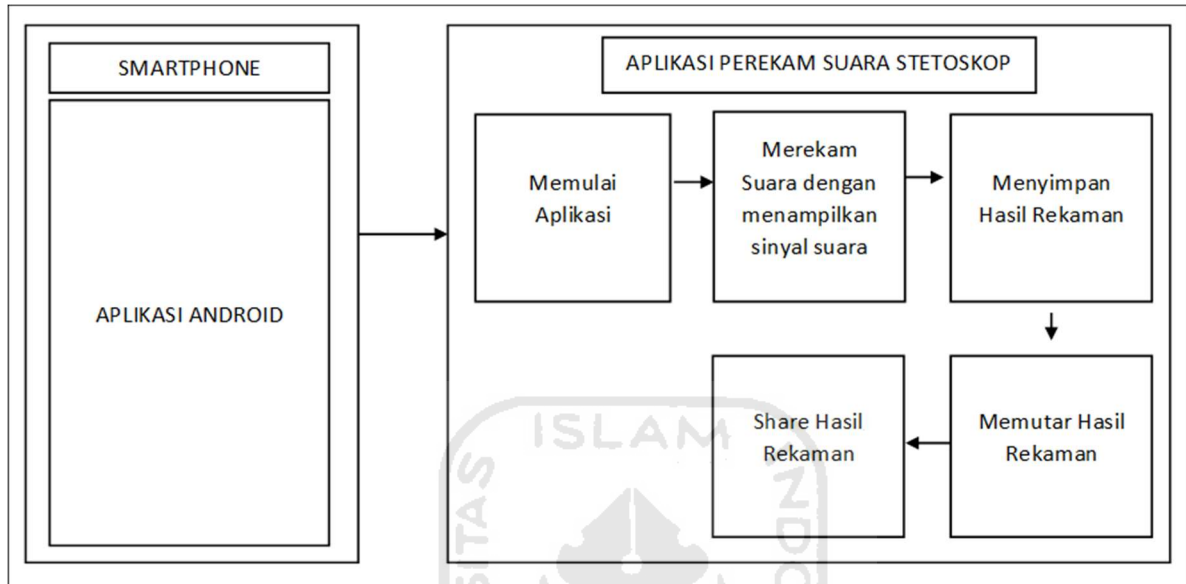 SMARTPHONE
APLIKASI ANDROID
APLIKASI PEREKAM SUARA STETOSKOP
Memulai
Aplikasi
Merekam
Suara dengan
menampilkan
sinyal suara
Menyimpan
Hasil Rekaman
Memutar Hasil
Rekaman
Share Hasil
Rekaman
ISLAM